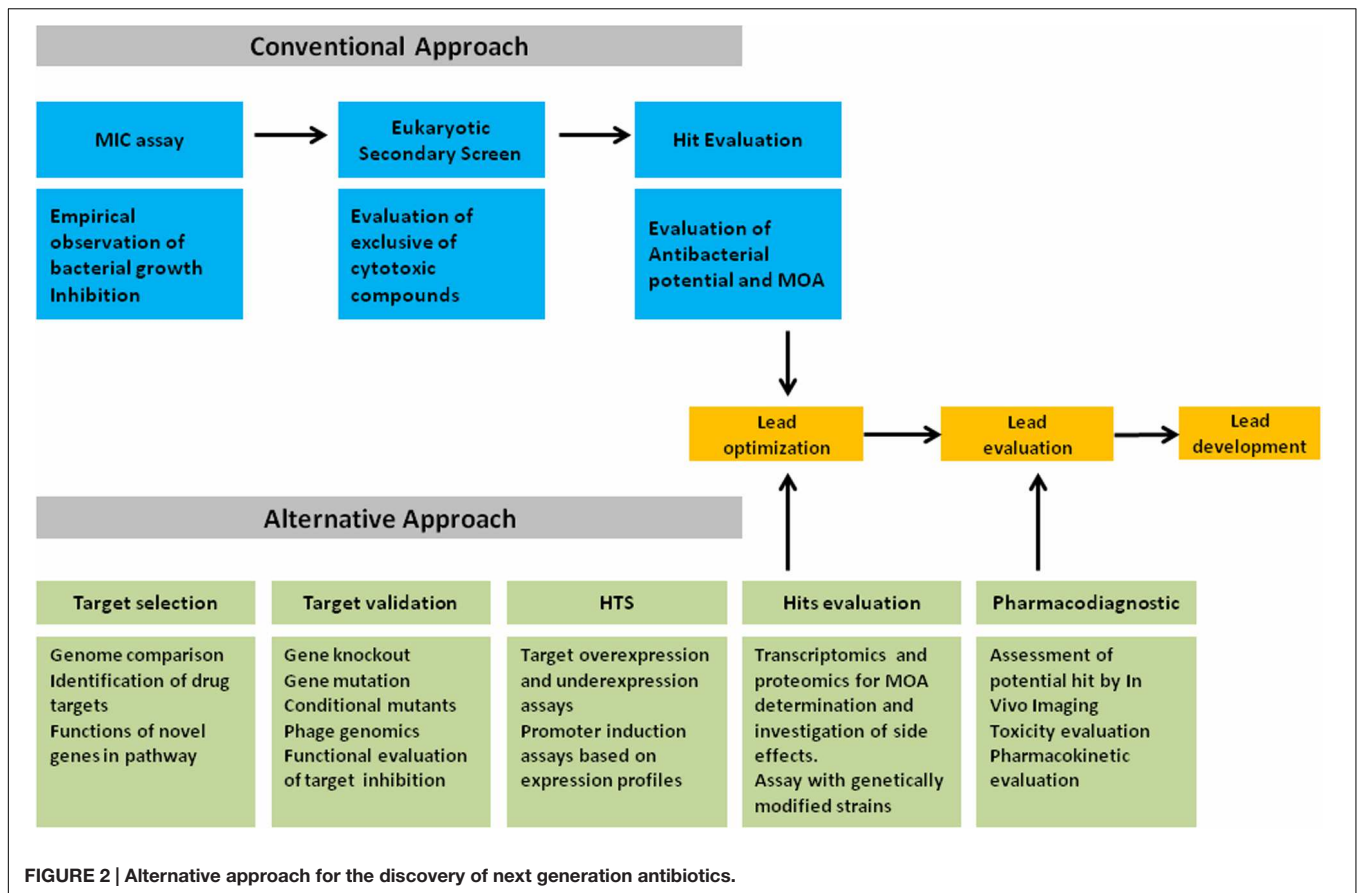 Conventional Approach
MIC assay
Eukaryotic
Secondary Screen
Hit Evaluation
Empirical
observation of
bacterial growth
Inhibition
Evaluation of
exclusive of
cytotoxic
compounds
Evaluation of
Antibacterial
potential and MOA
Lead
optimization
Lead
evaluation
Lead
development
Alternative Approach
Target selection
Target validation
HTS
Hits evaluation
Pharmacodiagnostic
Genome comparison
Identification of drug
targets
Functions of novel
genes in pathway
Gene knockout
Gene mutation
Conditional mutants
Phage genomics
Functional evaluation
of target inhibition
Target overexpression
and underexpression
assays
Promoter induction
assays based on
expression profiles
Transcriptomics and
proteomics for MOA
determination and
investigation of side
effects.
Assay with genetically
modified strains
Assessment of
potential hit by In
Vivo Imaging
Toxicity evaluation
Pharmacokinetic
evaluation
FIGURE 2 | Alternative approach for the discovery of next generation antibiotics.